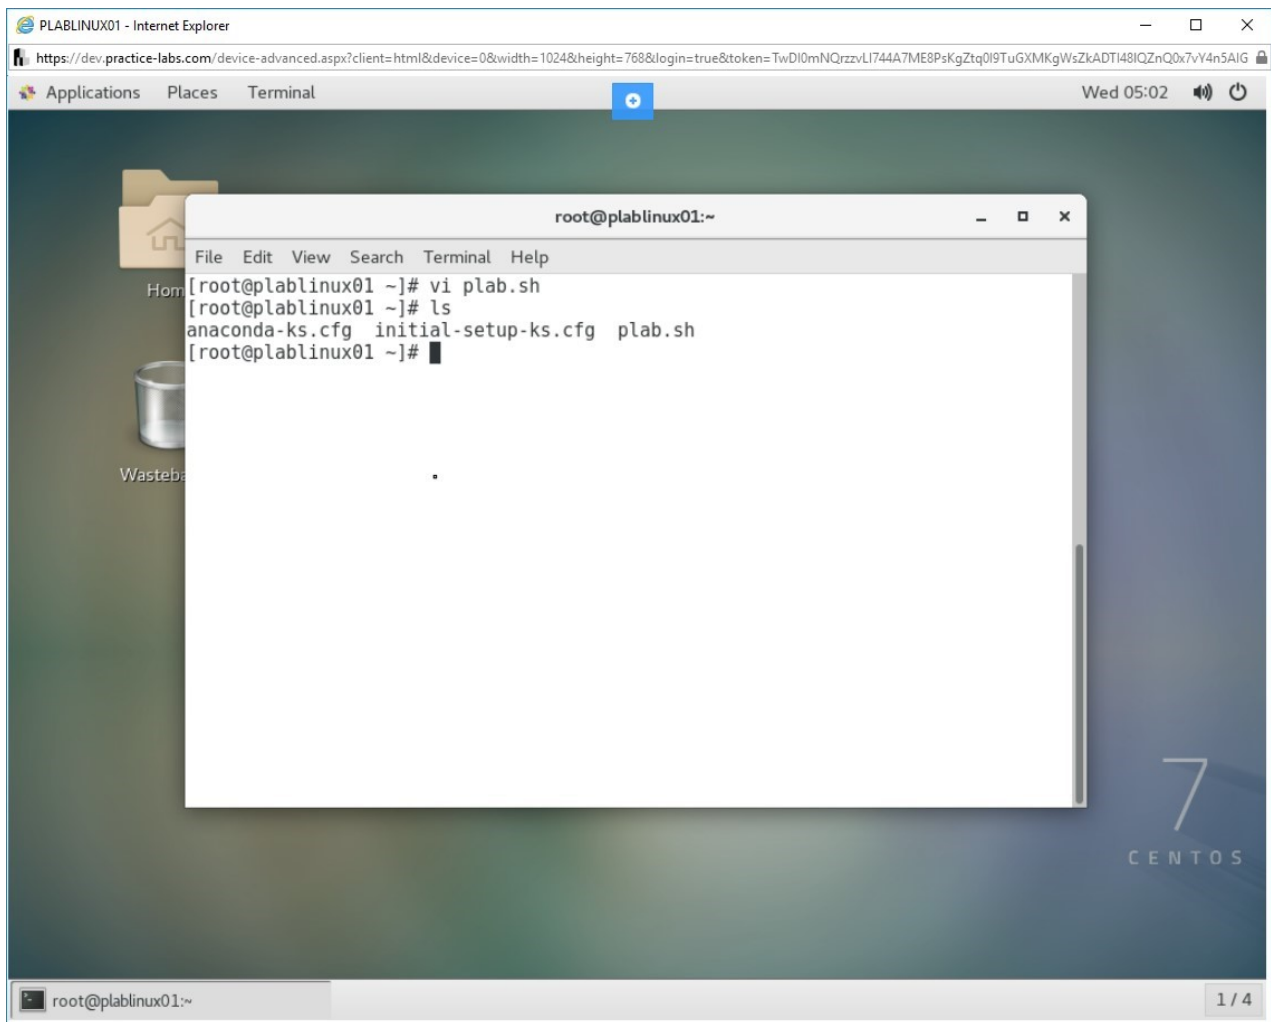 PLABLINUX01 - Internet Explorer
https://dev.practice-labs.com/device-advanced.aspx?client=html&device=0&width=1024&height=768&login=true&token=TwDI0mNQrzzvLI744A7ME8PsKgZtq0I9TuGXMKgWsZkADTI48IQZnQ0x7vY4n5AIG
Applications Places Terminal Wed 05:02
root@plablinux01:~
File Edit View Search Terminal Help
[root@plablinux01 ~]# vi plab.sh
[root@plablinux01 ~]# ls
anaconda-ks.cfg initial-setup-ks.cfg plab.sh
[root@plablinux01 ~]#
Hom
Wasteba
7
CENTOS
root@plablinux01:~ 1 / 4